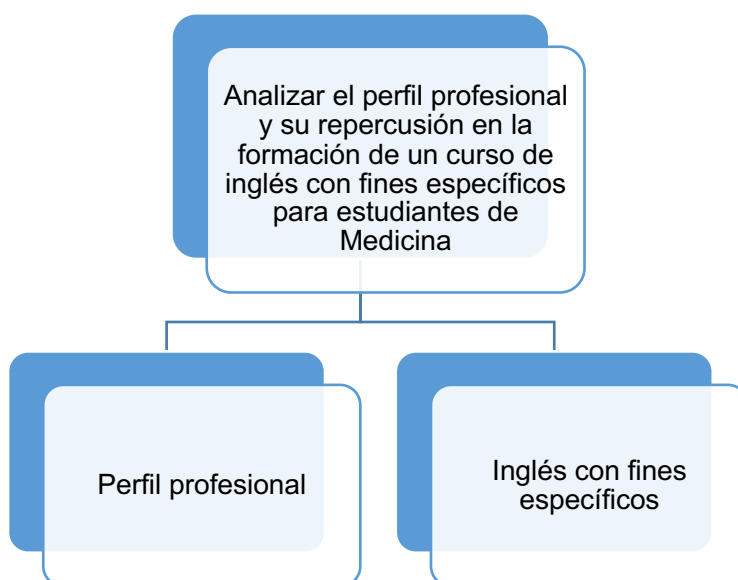 Analizar el perfil profesional
y su repercusión en la
formación de un curso de
inglés con fines específicos
para estudiantes de
Medicina
Perfil profesional
Inglés con fines
específicos